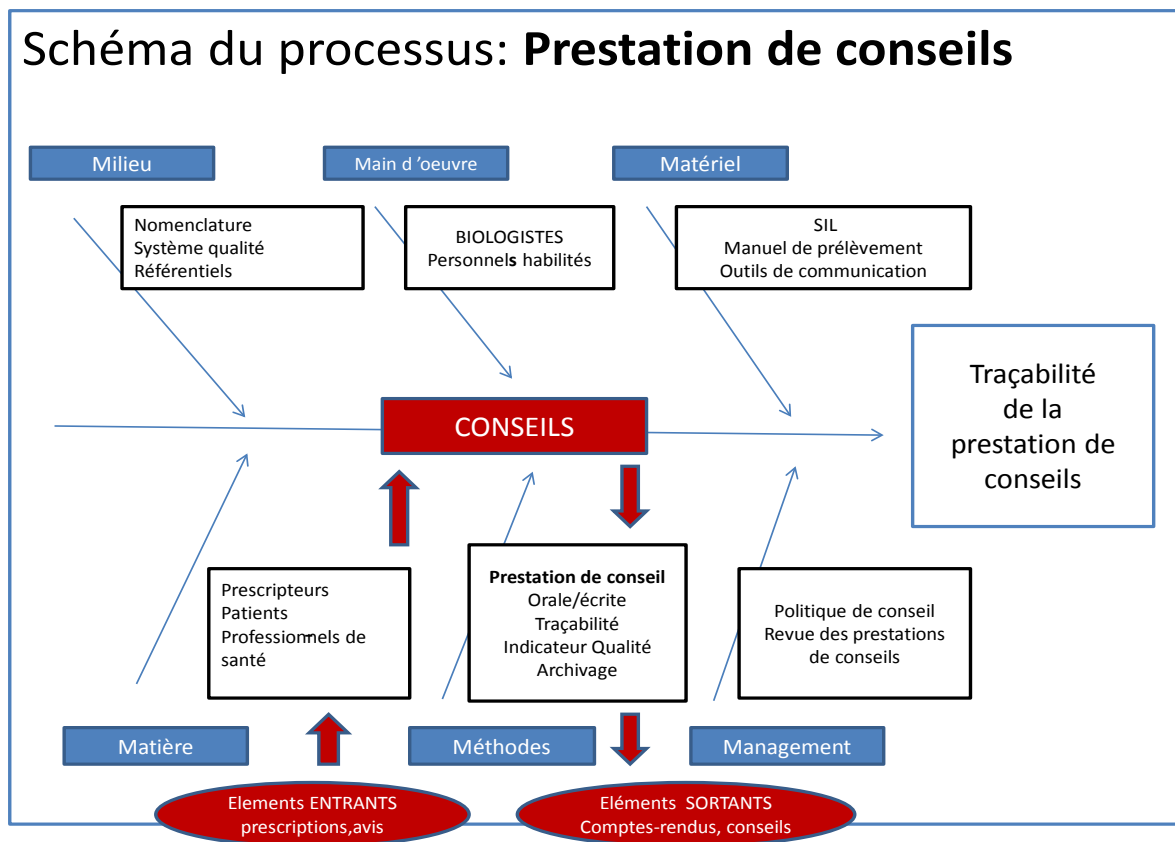 Schéma du processus: Prestation de conseils
Milieu
Main d 'oeuvre
Matériel
Nomenclature
Système qualité
Référentiels
BIOLOGISTES
Personnels habilités
SIL
Manuel de prélèvement
Outils de communication
CONSEILS
Traçabilité
de la
prestation de
conseils
Prescripteurs
Patients
Professionnels de
santé
Prestation de conseil
Orale/écrite
Traçabilité
Indicateur Qualité
Archivage
Politique de conseil
Revue des prestations
de conseils
Matière
Méthodes
Management
Elements ENTRANTS
prescriptions,avis
Eléments SORTANTS
Comptes-rendus, conseils